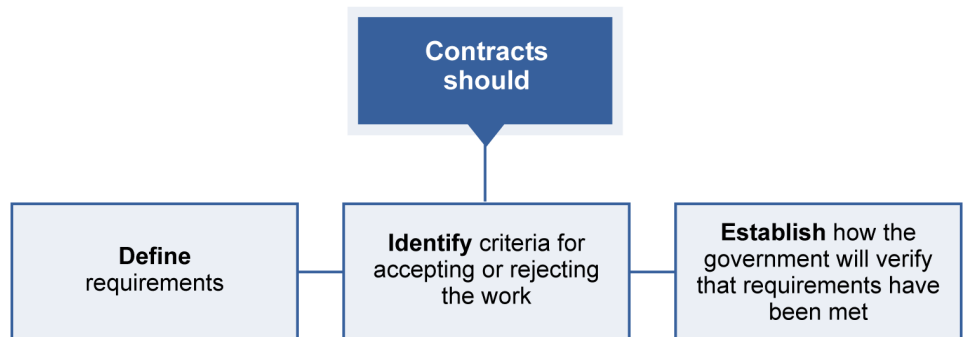 Contracts
should
Define
requirements
Identify criteria for
accepting or rejecting
the work
Establish how the
government will verify
that requirements have
been met